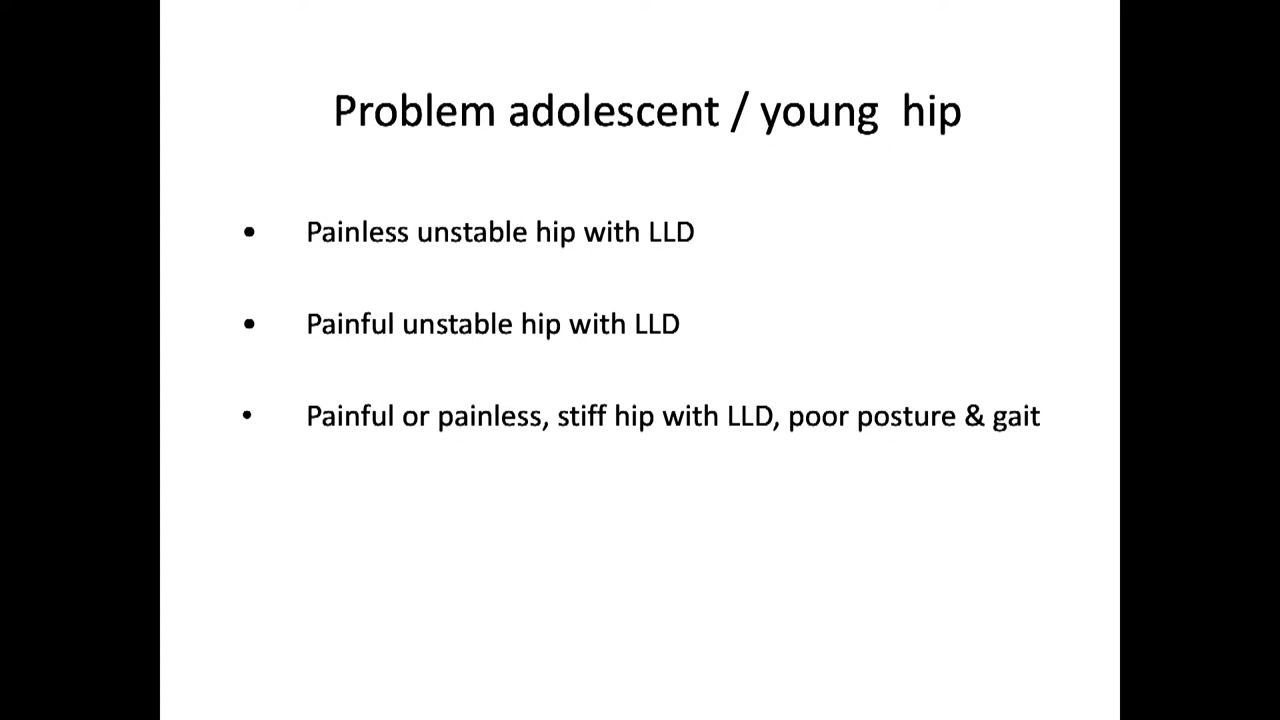 Problem adolescent / young  hip
• Painless unstable hip with LLD
• Painful unstable hip with LLD
• Painful or painless, stiff hip with LLD, poor posture & gait